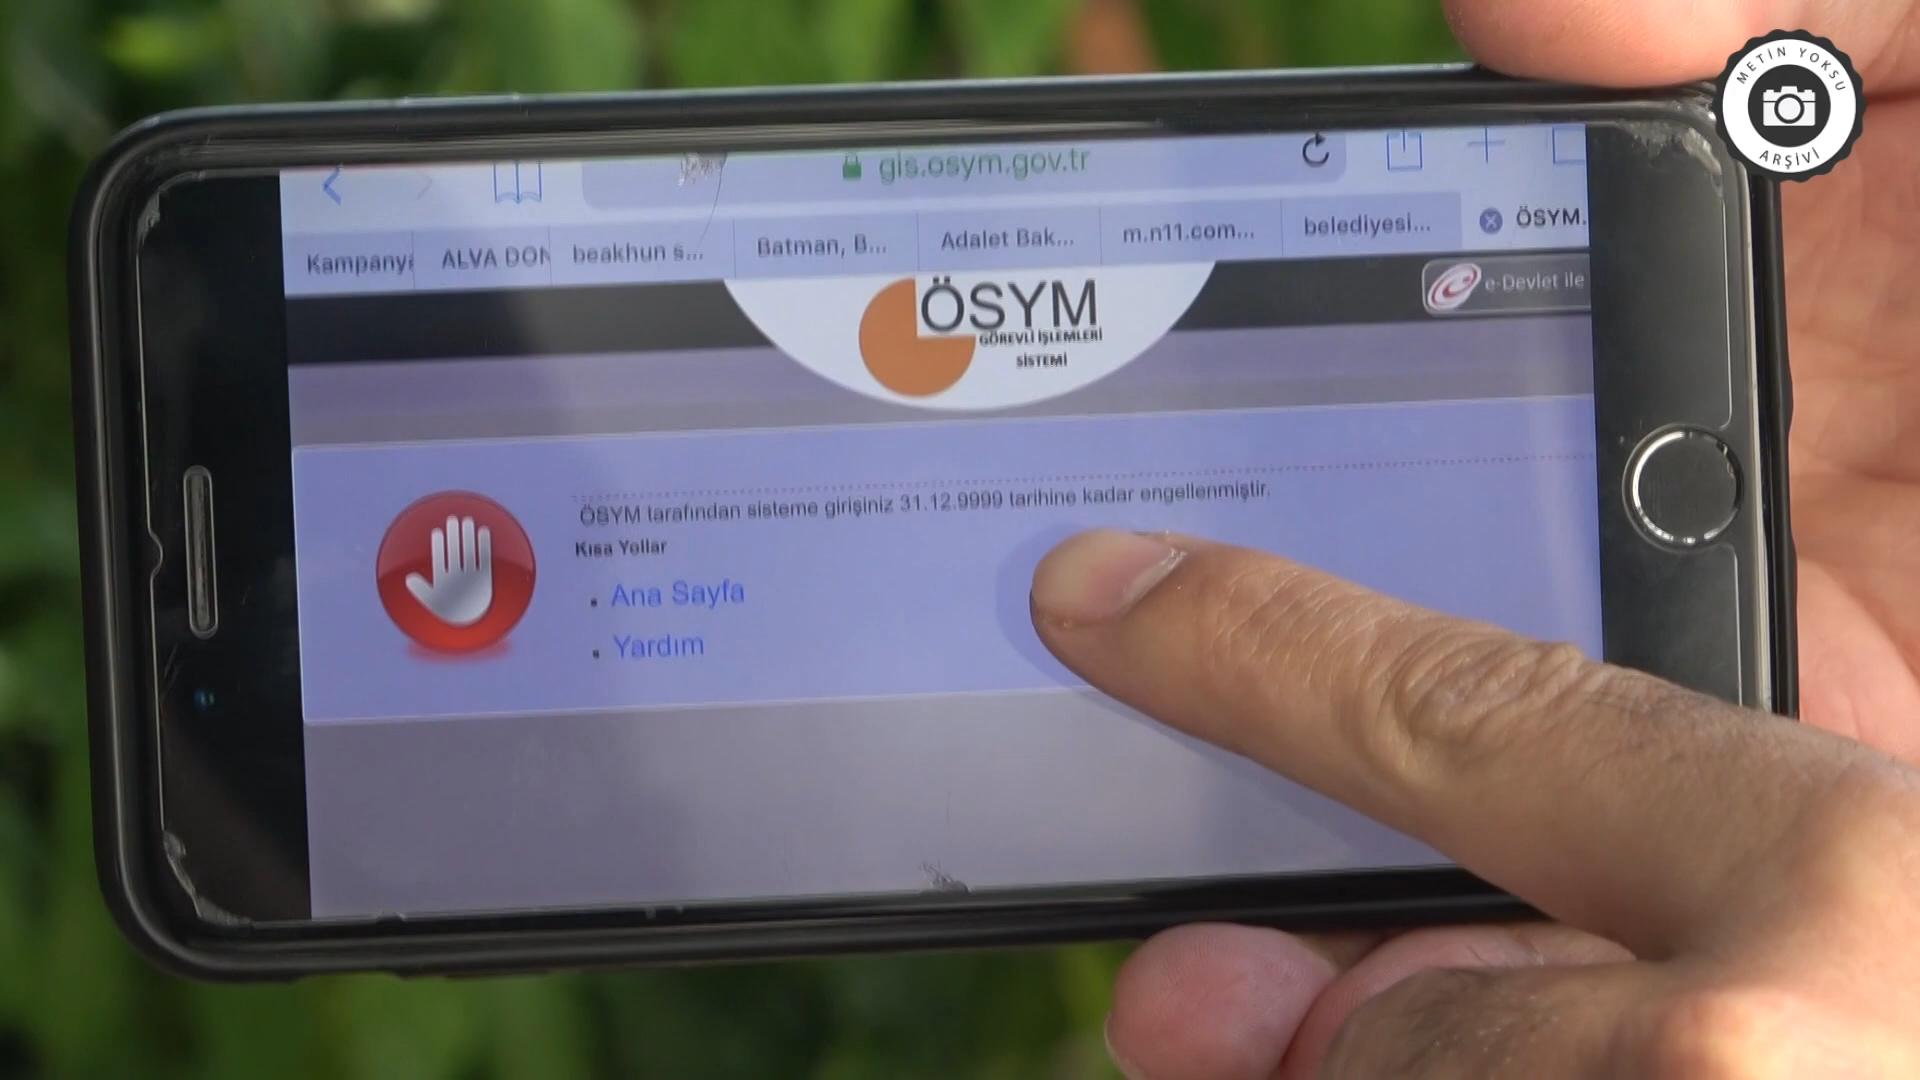 METİN YOKSU
ARŞİVİ
gis.osym.gov.tr
Kampany
ALVA DON
beakhun s...
Batman, B...
Adalet Bak...
m.n11.com...
belediyesi...
ÖSYM.
e-Devlet ile
ÖSYM
GÖREVLİ İŞLEMLERİ
SİSTEMİ
ÖSYM tarafından sisteme girişiniz 31.12.9999 tarihine kadar engellenmiştir.
Kısa Yollar
Ana Sayfa
Yardım